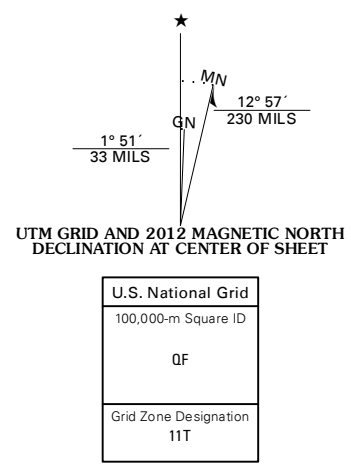 ★
MN
12° 57´
230 MILS
GN
1° 51´
33 MILS
UTM GRID AND 2012 MAGNETIC NORTH
DECLINATION AT CENTER OF SHEET
U.S. National Grid
100,000-m Square ID
QF
Grid Zone Designation
11T